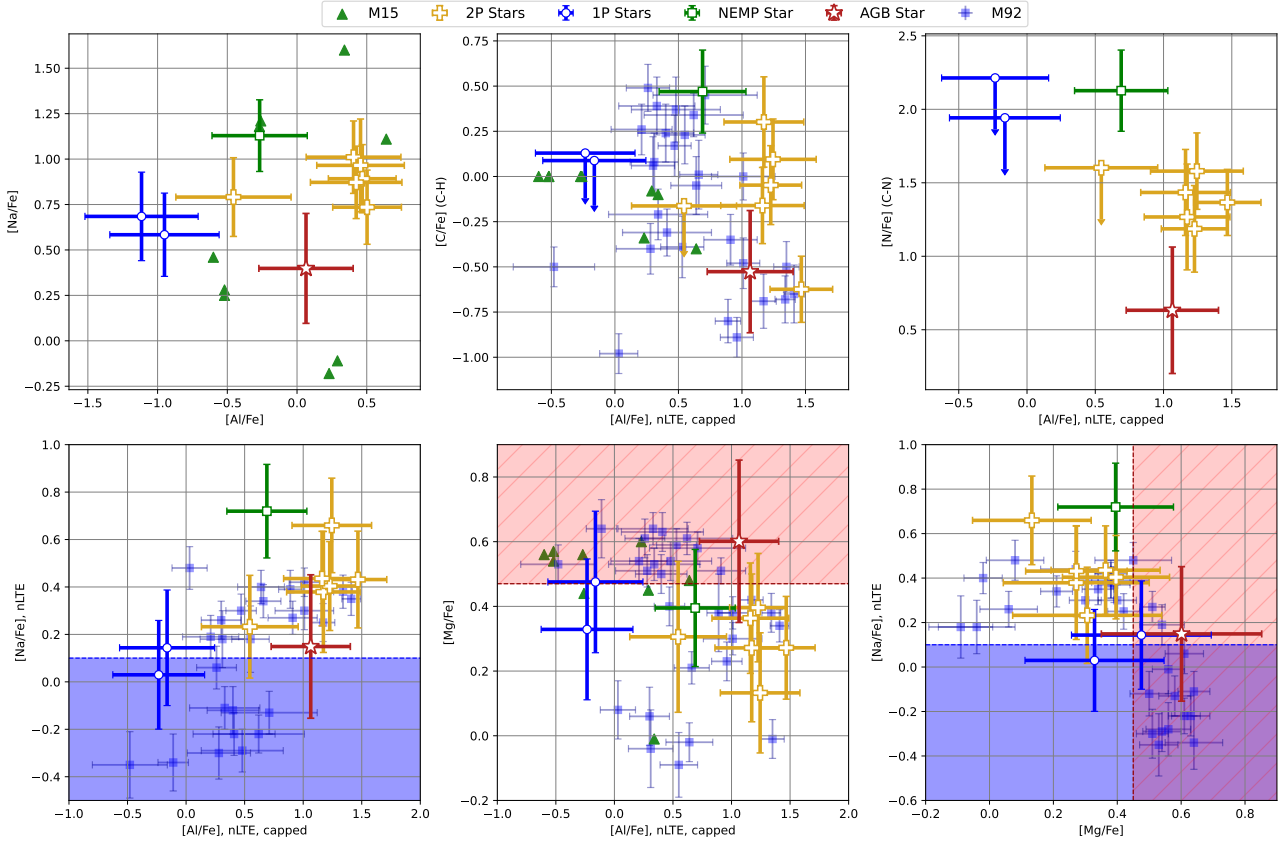 M15 2P Stars 1P Stars NEMP Star AGB Star M92
1.50
1.25
1.00
0.75
0.50
0.25
0.00
−0.25
[Na/Fe]
−1.5 −1.0 −0.5 0.0 0.5
[Al/Fe]
0.75
0.50
0.25
0.00
−0.25
−0.50
−0.75
−1.00
[C/Fe] (C-H)
−0.5 0.0 0.5 1.0 1.5
[Al/Fe], nLTE, capped
2.5
2.0
1.5
1.0
0.5
[N/Fe] (C-N)
−0.5 0.0 0.5 1.0 1.5
[Al/Fe], nLTE, capped
1.0
0.8
0.6
0.4
0.2
0.0
−0.2
−0.4
[Na/Fe], nLTE
−1.0 −0.5 0.0 0.5 1.0 1.5 2.0
[Al/Fe], nLTE, capped
0.8
0.6
0.4
0.2
0.0
−0.2
[Mg/Fe]
−1.0 −0.5 0.0 0.5 1.0 1.5 2.0
[Al/Fe], nLTE, capped
1.0
0.8
0.6
0.4
0.2
0.0
−0.2
−0.4
−0.6
[Na/Fe], nLTE
−0.2 0.0 0.2 0.4 0.6 0.8
[Mg/Fe]